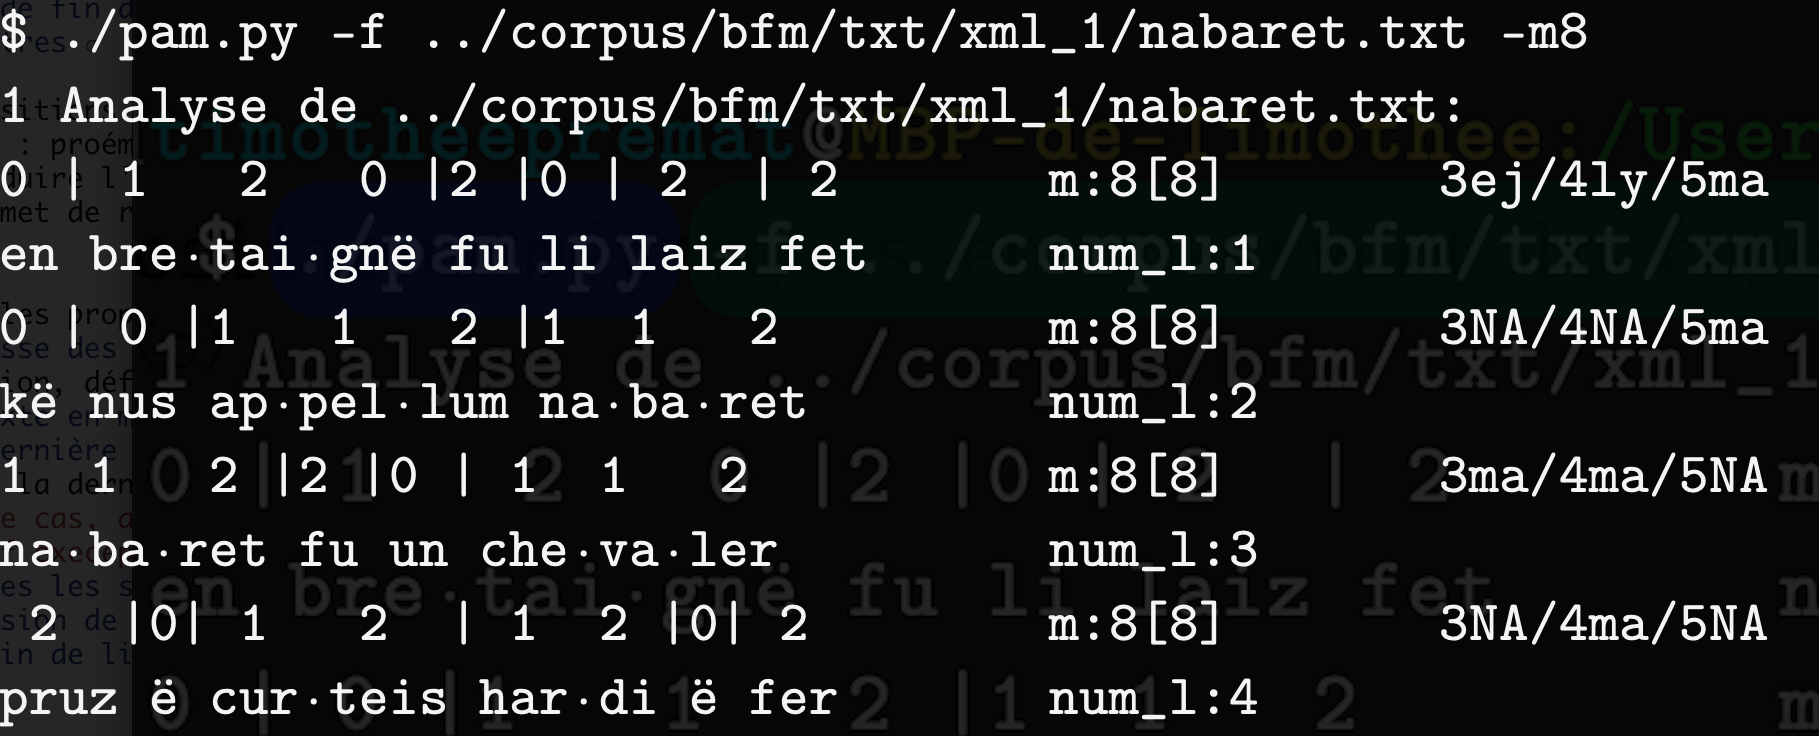 $ ./pam.py -f ../corpus/bfm/txt/xml_1/nabaret.txt -m8
1 Analyse de ../corpus/bfm/txt/xml_1/nabaret.txt:
0 | 1 2 0 |2 |0 | 2 | 2 m:8[8] 3ej/4ly/5ma
en bre·tai·gnë fu li laiz fet num_l:1
0 | 0 |1 1 2 |1 1 2 m:8[8] 3NA/4NA/5ma
kë nus ap·pel·lum na·ba·ret num_l:2
1 1 2 |2 |0 | 1 1 2 m:8[8] 3ma/4ma/5NA
na·ba·ret fu un che·va·ler num_l:3
2 |0| 1 2 | 1 2 |0| 2 m:8[8] 3NA/4ma/5NA
pruz ë cur·teis har·di ë fer num_l:4